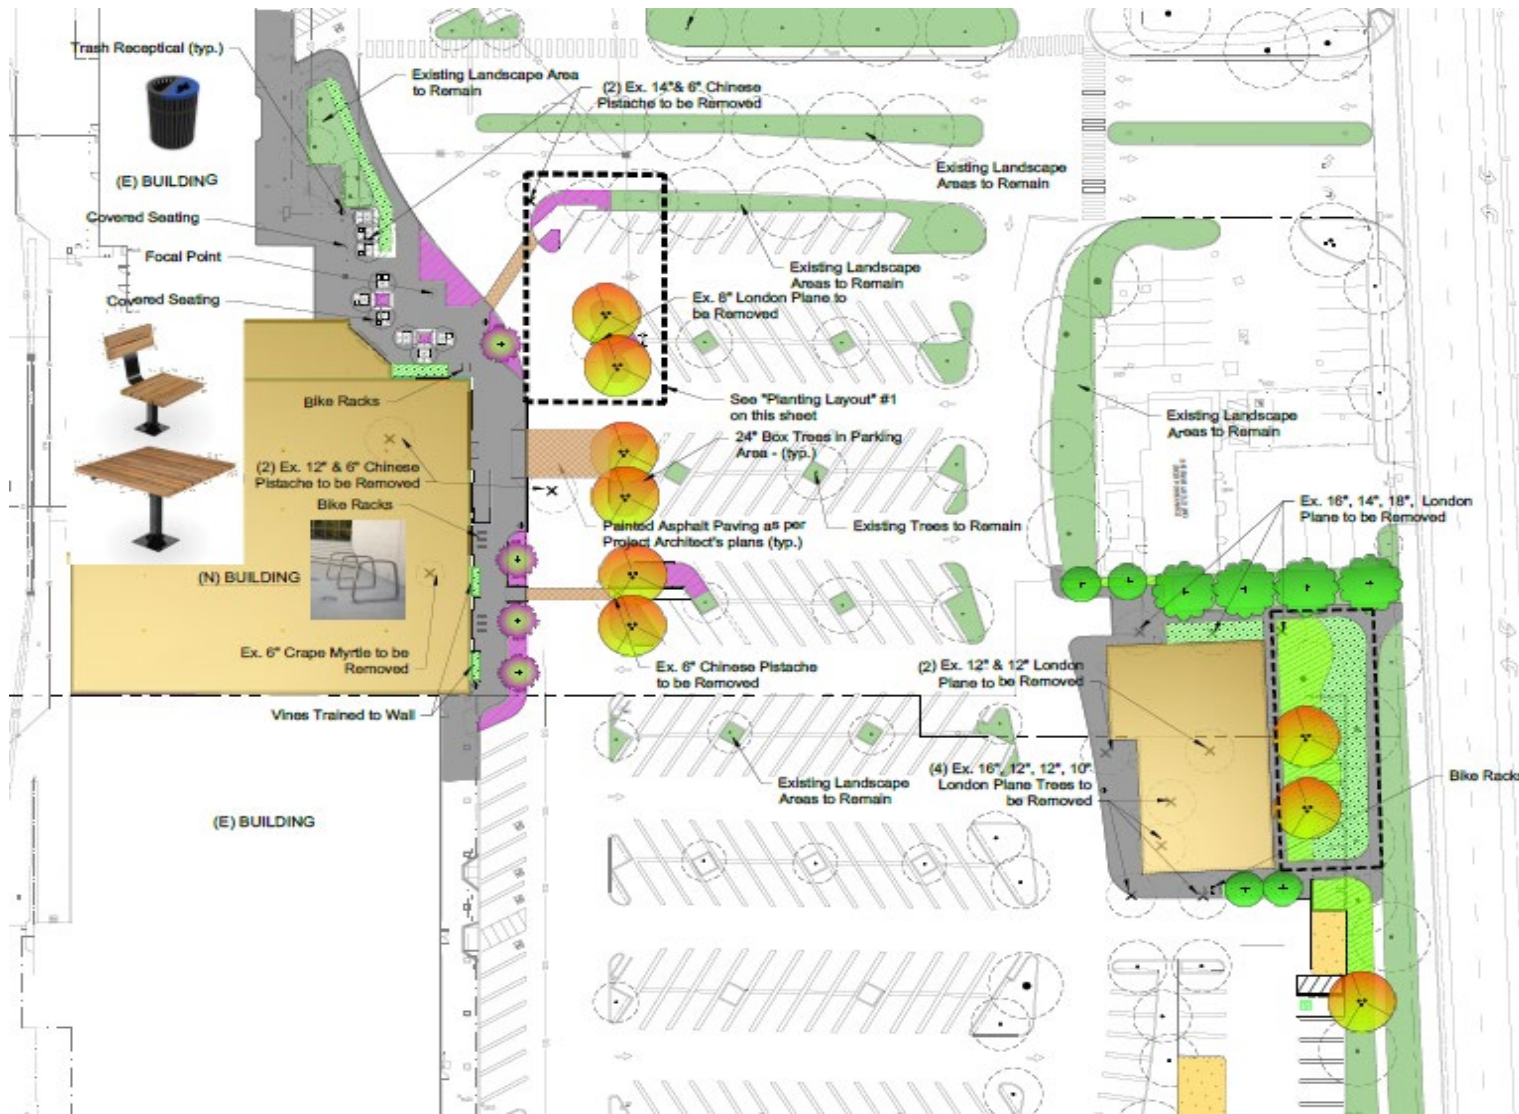 Trash Receptical (typ.)
Existing Landscape Area
to Remain
(2) Ex. 14"& 6" Chinese
Pistache to be Removed
(E) BUILDING
Existing Landscape
Areas to Remain
Covered Seating
Focal Point
Covered Seating
Existing Landscape
Areas to Remain
Ex. 8" London Plane to
be Removed
Bike Racks
See "Planting Layout" #1
on this sheet
Existing Landscape
Areas to Remain
24" Box Trees in Parking
Area - (typ.)
(2) Ex. 12" & 6" Chinese
Pistache to be Removed
Bike Racks
Painted Asphalt Paving as per
Project Architect's plans (typ.)
Existing Trees to Remain
Ex. 16", 14", 18", London
Plane to be Removed
(N) BUILDING
Ex. 6" Crape Myrtle to be
Removed
Ex. 6" Chinese Pistache
to be Removed
(2) Ex. 12" & 12" London
Plane to be Removed
Vines Trained to Wall
Existing Landscape
Areas to Remain
(4) Ex. 16", 12", 12", 10"
London Plane Trees to
be Removed
Bike Racks
(E) BUILDING